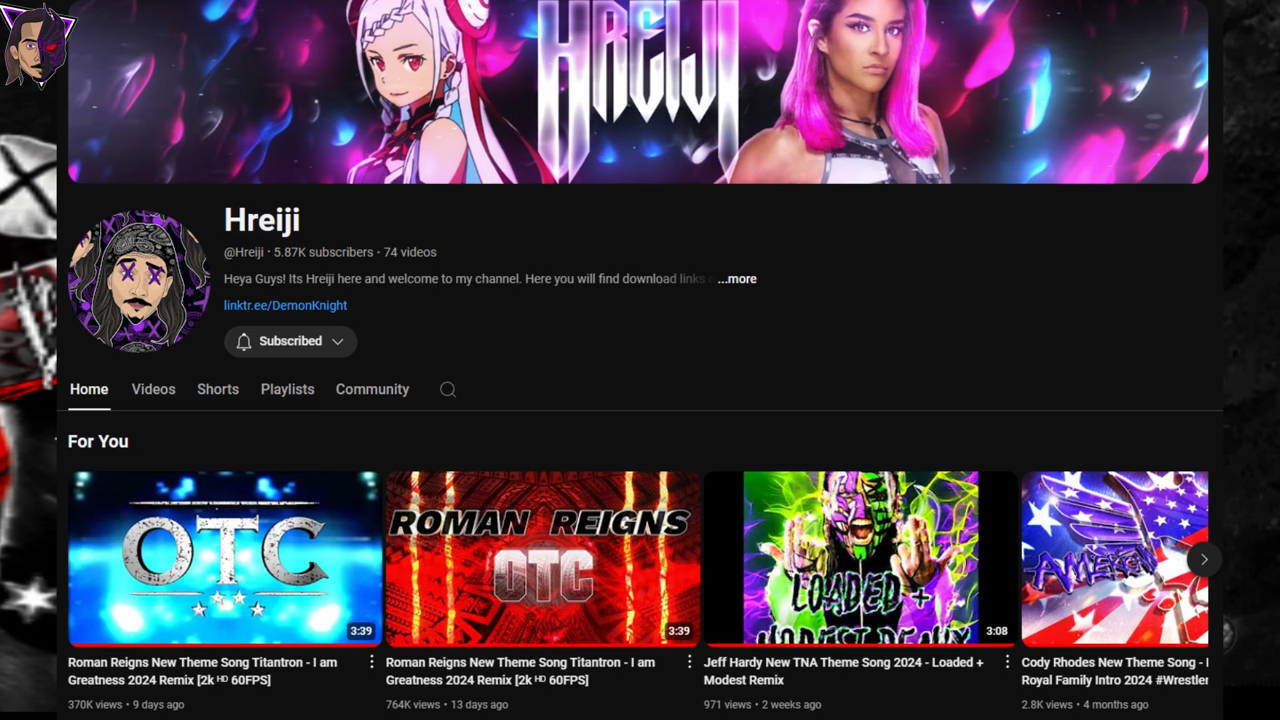 HREIJI
Hreiji
@Hreiji · 5.87K subscribers · 74 videos
Heya Guys! Its Hreiji here and welcome to my channel. Here you will find download links ...more
linktr.ee/DemonKnight
Subscribed
Home Videos Shorts Playlists Community
For You
OTC
3:39
ROMAN REIGNS
OTC
3:39
LOADED +
MODEST REMIX
3:08
Roman Reigns New Theme Song Titantron - I am
Greatness 2024 Remix [2k ᴴᴰ 60FPS]
370K views · 9 days ago
Roman Reigns New Theme Song Titantron - I am
Greatness 2024 Remix [2k ᴴᴰ 60FPS]
764K views · 13 days ago
Jeff Hardy New TNA Theme Song 2024 - Loaded +
Modest Remix
971 views · 2 weeks ago
Cody Rhodes New Theme Song -
Royal Family Intro 2024 #Wrestler
2.8K views · 4 months ago